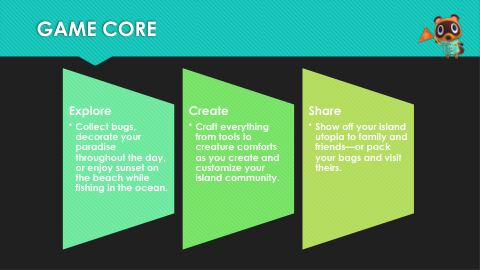 GAME CORE
Explore
* Collect bugs,
decorate your
paradise
throughout the day,
or enjoy sunset on
the beach while
fishing in the ocean.
Create
* Craft everything
from tools to
creature comforts
as you create and
customize your
island community.
Share
* Show off your island
utopia to family and
friends—or pack
your bags and visit
theirs.